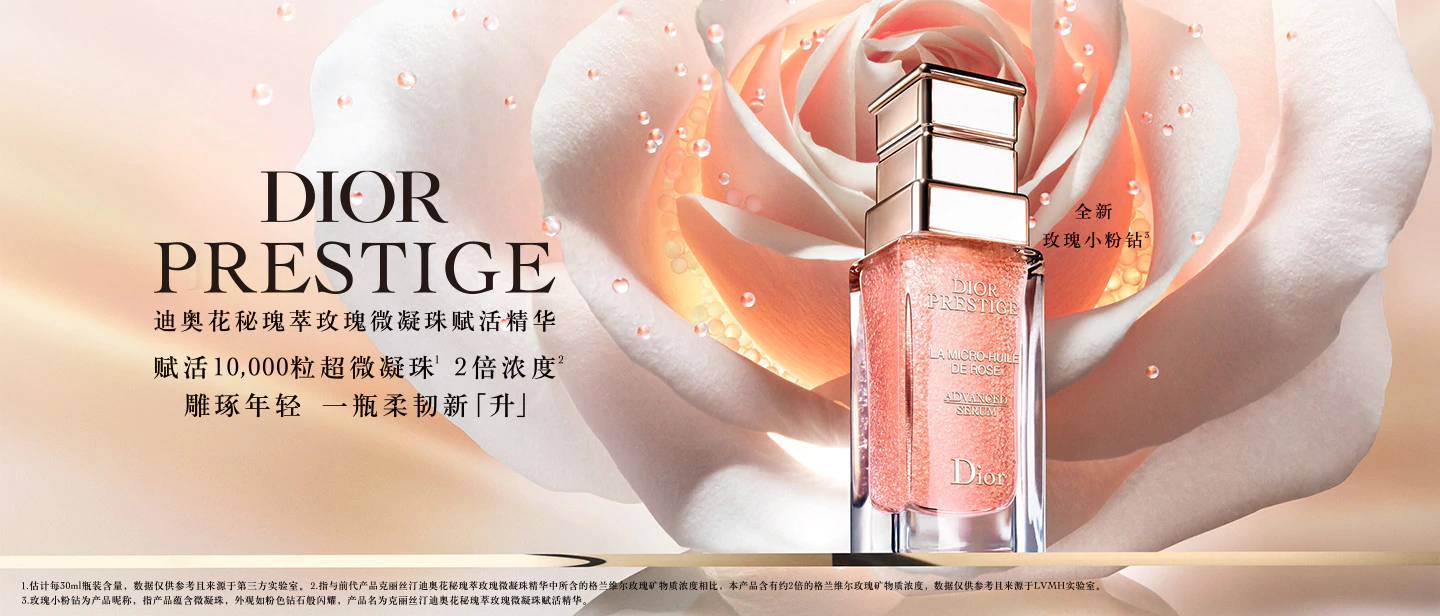 DIOR
PRESTIGE
迪奥花秘瑰萃玫瑰微凝珠赋活精华
赋活10,000粒超微凝珠1 2倍浓度2
雕琢年轻 一瓶柔韧新「升」
全新
玫瑰小粉钻3
DIOR
PRESTIGE
LA MICRO-HUILE
DE ROSE
ADVANCED
SERUM
Dior
1.估计每30ml瓶装含量，数据仅供参考且来源于第三方实验室。2.指与前代产品克丽丝汀迪奥花秘瑰萃玫瑰微凝珠精华中所含的格兰维尔玫瑰矿物质浓度相比，本产品含有约2倍的格兰维尔玫瑰矿物质浓度，数据仅供参考且来源于LVMH实验室。
3.玫瑰小粉钻为产品昵称，指产品蕴含微凝珠，外观如粉色钻石般闪耀，产品名为克丽丝汀迪奥花秘瑰萃玫瑰微凝珠赋活精华。